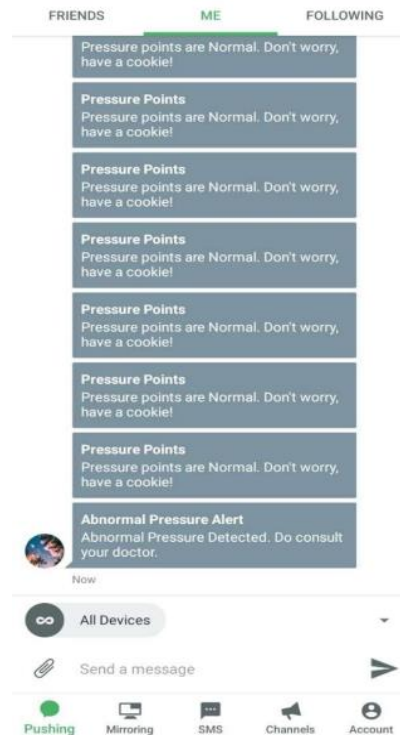 FRIENDS ME FOLLOWING
Pressure points are Normal. Don't worry,
have a cookie!
Pressure Points
Pressure points are Normal. Don't worry,
have a cookie!
Pressure Points
Pressure points are Normal. Don't worry,
have a cookie!
Pressure Points
Pressure points are Normal. Don't worry,
have a cookie!
Pressure Points
Pressure points are Normal. Don't worry,
have a cookie!
Pressure Points
Pressure points are Normal. Don't worry,
have a cookie!
Pressure Points
Pressure points are Normal. Don't worry,
have a cookie!
Abnormal Pressure Alert
Abnormal Pressure Detected. Do consult
your doctor.
Now
All Devices
Send a message
Pushing Mirroring SMS Channels Account